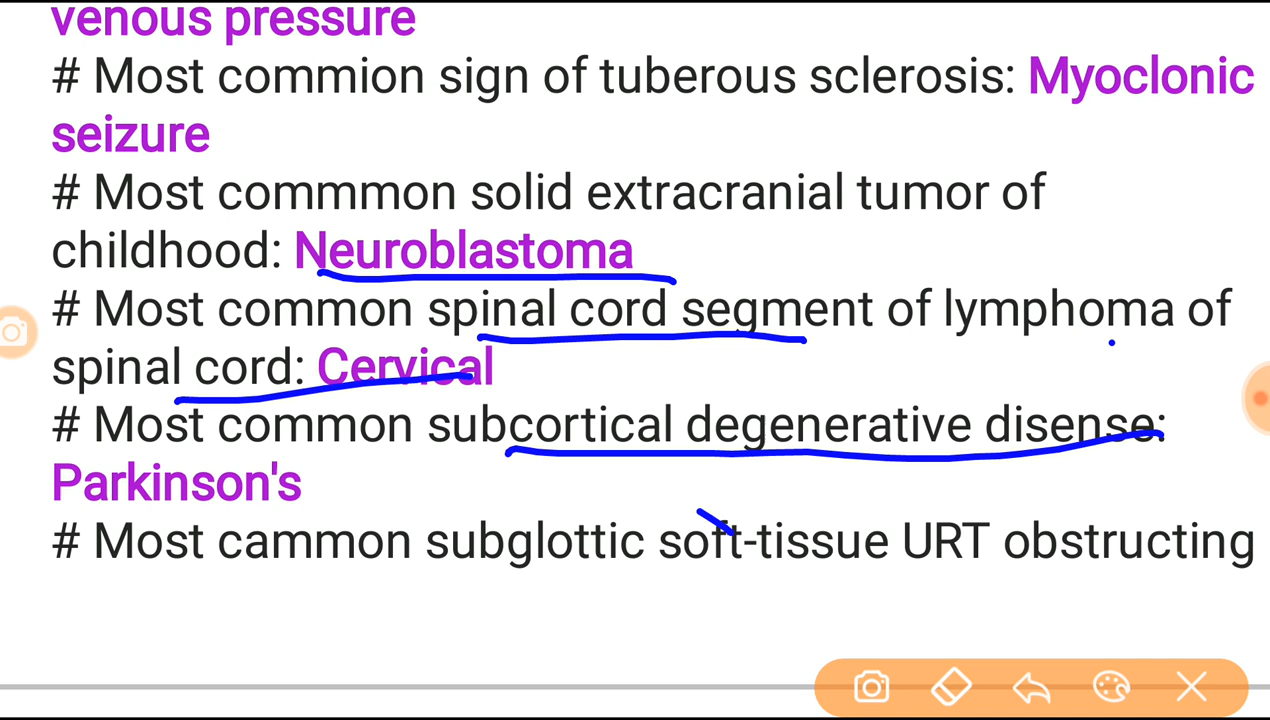 venous pressure
# Most commion sign of tuberous sclerosis: Myoclonic
seizure
# Most commmon solid extracranial tumor of
childhood: Neuroblastoma
# Most common spinal cord segment of lymphoma of
spinal cord: Cervical
# Most common subcortical degenerative disense:
Parkinson's
# Most cammon subglottic soft-tissue URT obstructing